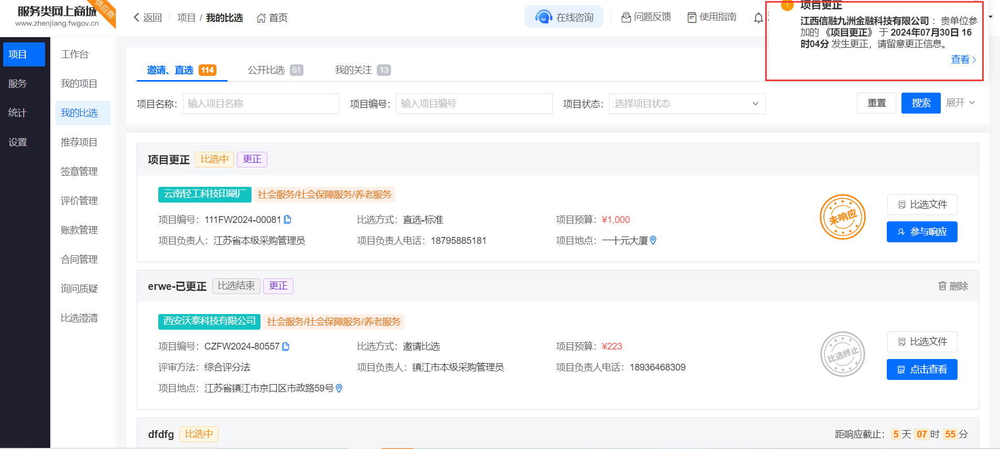 服务类网上商城
www.zhenjiang.fwgov.cn
供应商
返回
项目 / 我的比选
首页
在线咨询
问题反馈
使用指南
项目更正
江西信融九洲金融科技有限公司 ：贵单位参
加的 《项目更正》 于 2024年07月30日 16
时04分 发生更正，请留意更正信息。
查看
项目
服务
统计
设置
工作台
我的项目
我的比选
推荐项目
签章管理
评价管理
账款管理
合同管理
询问质疑
比选澄清
邀请、直选 114
公开比选 51
我的关注 13
项目名称： 输入项目名称
项目编号： 输入项目编号
项目状态： 选择项目状态
重置
搜索
展开
项目更正 比选中 更正
云南轻工科技印刷厂 社会服务/社会保障服务/养老服务
项目编号：111FW2024-00081
比选方式：直选-标准
项目预算：¥1,000
项目负责人：江苏省本级采购管理员
项目负责人电话：18795885181
项目地点：一十元大厦
未响应
比选文件
参与响应
erwe-已更正 比选结束 更正
删除
西安沃泰科技有限公司 社会服务/社会保障服务/养老服务
项目编号：CZFW2024-80557
比选方式：邀请比选
项目预算：¥223
评审方法：综合评分法
项目负责人：镇江市本级采购管理员
项目负责人电话：18936468309
项目地点：江苏省镇江市京口区市政路59号
比选终止
比选文件
点击查看
dfdfg 比选中
距响应截止： 5 天 07 时 55 分